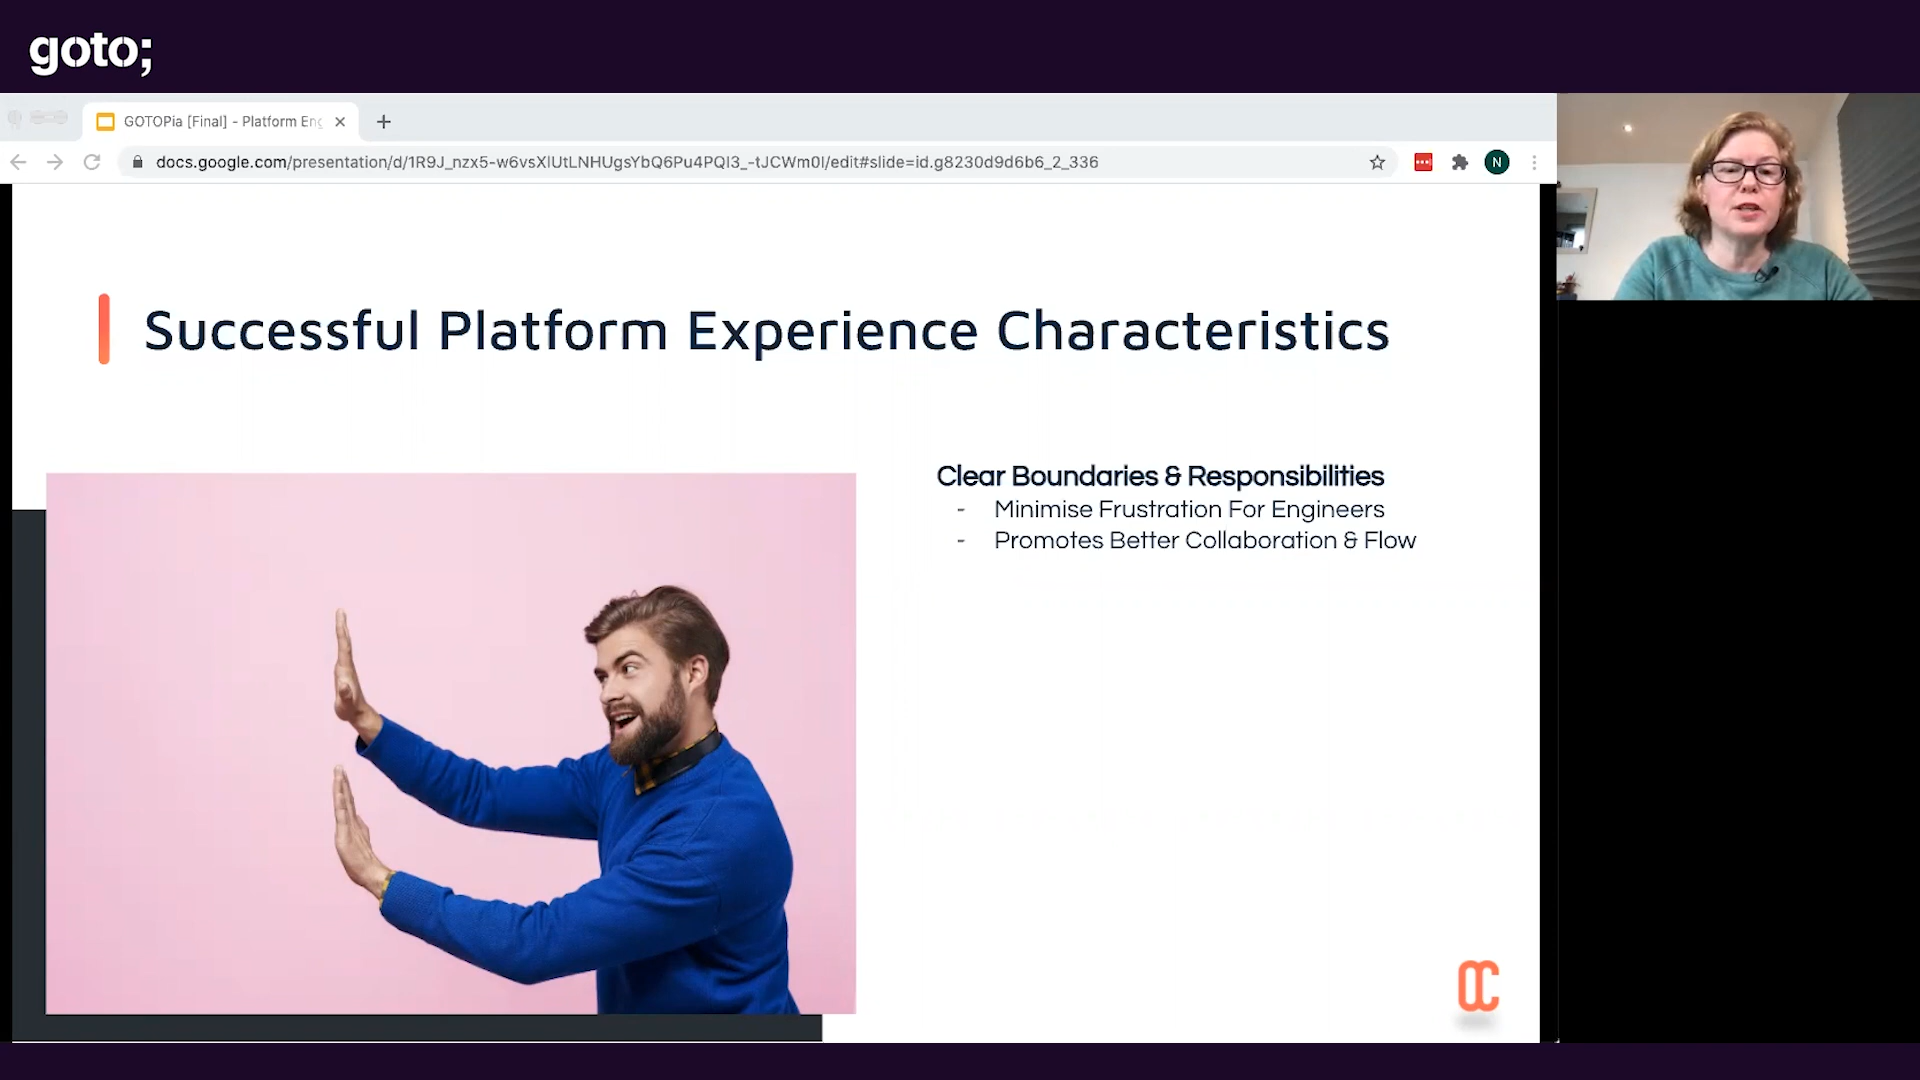 goto;
GOTOPia [Final] - Platform Eng
docs.google.com/presentation/d/1R9J_nzx5-w6vsXlUtLNHUgsYbQ6Pu4PQI3_-tJCWm0I/edit#slide=id.g8230d9d6b6_2_336
N
Successful Platform Experience Characteristics
Clear Boundaries & Responsibilities
- Minimise Frustration For Engineers
- Promotes Better Collaboration & Flow